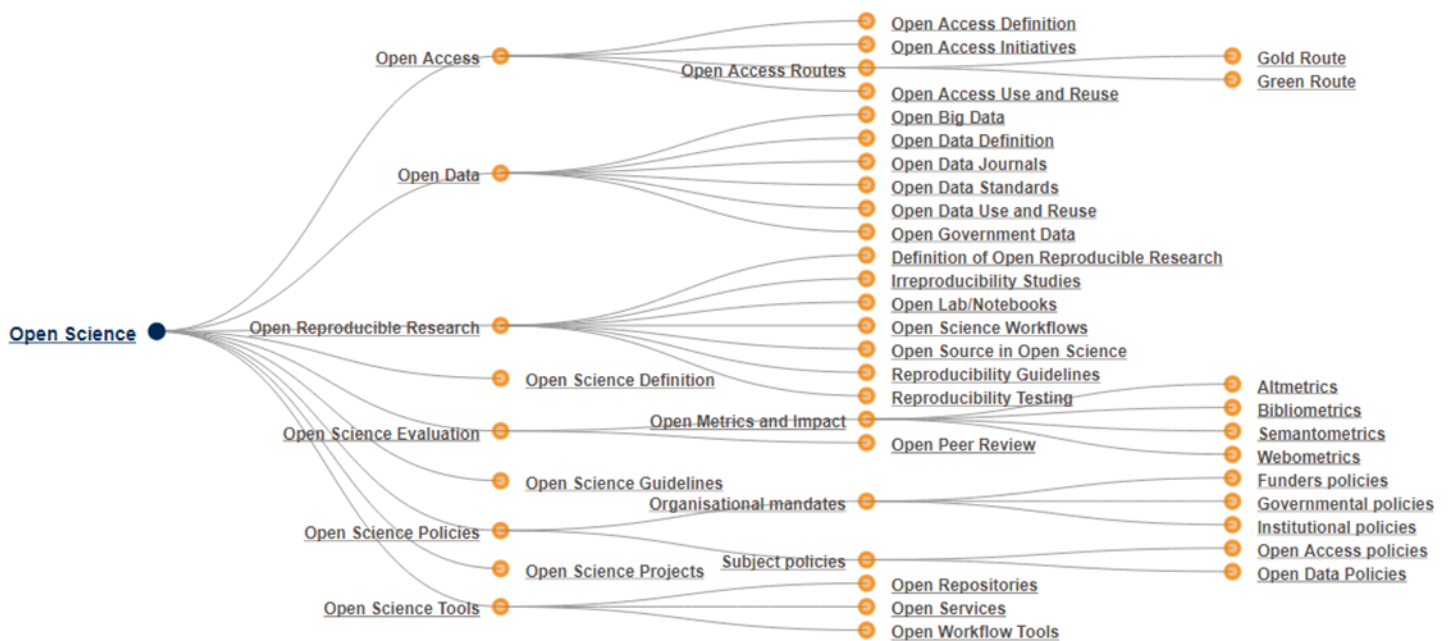 Open Science
Open Access
Open Access Definition
Open Access Initiatives
Open Access Routes
Gold Route
Green Route
Open Access Use and Reuse
Open Data
Open Big Data
Open Data Definition
Open Data Journals
Open Data Standards
Open Data Use and Reuse
Open Government Data
Open Reproducible Research
Definition of Open Reproducible Research
Irreproducibility Studies
Open Lab/Notebooks
Open Science Workflows
Open Source in Open Science
Reproducibility Guidelines
Reproducibility Testing
Open Science Definition
Open Science Evaluation
Open Metrics and Impact
Altmetrics
Bibliometrics
Semantometrics
Webometrics
Open Peer Review
Open Science Guidelines
Open Science Policies
Organisational mandates
Funders policies
Governmental policies
Institutional policies
Subject policies
Open Access policies
Open Data Policies
Open Science Projects
Open Science Tools
Open Repositories
Open Services
Open Workflow Tools